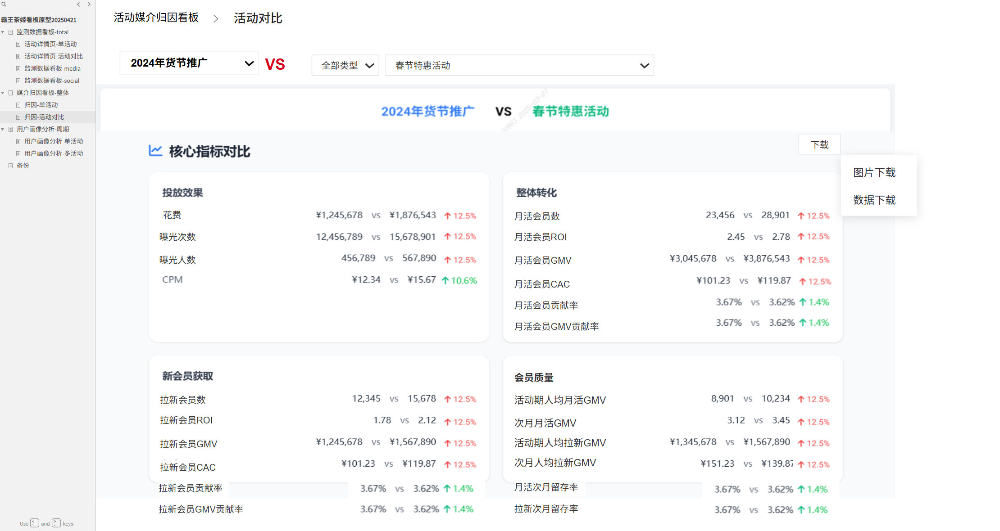 霸王茶姬看板原型20250421
监测数据看板-total
活动详情页-单活动
活动详情页-活动对比
监测数据看板-media
监测数据看板-social
媒介归因看板-整体
归因-单活动
归因-活动对比
用户画像分析-周期
用户画像分析-单活动
用户画像分析-多活动
备份
Use < , and > . keys
活动媒介归因看板 > 活动对比
2024年货节推广 VS 全部类型 春节特惠活动
2024年货节推广 VS 春节特惠活动
00983 2025-03-27
核心指标对比
下载
图片下载
数据下载
投放效果
花费 ¥1,245,678 vs ¥1,876,543 ↑12.5%
曝光次数 12,456,789 vs 15,678,901 ↑12.5%
曝光人数 456,789 vs 567,890 ↑12.5%
CPM ¥12.34 vs ¥15.67 ↑10.6%
整体转化
月活会员数 23,456 vs 28,901 ↑12.5%
月活会员ROI 2.45 vs 2.78 ↑12.5%
月活会员GMV ¥3,045,678 vs ¥3,876,543 ↑12.5%
月活会员CAC ¥101.23 vs ¥119.87 ↑12.5%
月活会员贡献率 3.67% vs 3.62% ↑1.4%
月活会员GMV贡献率 3.67% vs 3.62% ↑1.4%
新会员获取
拉新会员数 12,345 vs 15,678 ↑12.5%
拉新会员ROI 1.78 vs 2.12 ↑12.5%
拉新会员GMV ¥1,245,678 vs ¥1,567,890 ↑12.5%
拉新会员CAC ¥101.23 vs ¥119.87 ↑12.5%
拉新会员贡献率 3.67% vs 3.62% ↑1.4%
拉新会员GMV贡献率 3.67% vs 3.62% ↑1.4%
会员质量
活动期人均月活GMV 8,901 vs 10,234 ↑12.5%
次月月活GMV 3.12 vs 3.45 ↑12.5%
活动期人均拉新GMV ¥1,345,678 vs ¥1,567,890 ↑12.5%
次月人均拉新GMV ¥151.23 vs ¥139.87 ↑12.5%
月活次月留存率 3.67% vs 3.62% ↑1.4%
拉新次月留存率 3.67% vs 3.62% ↑1.4%